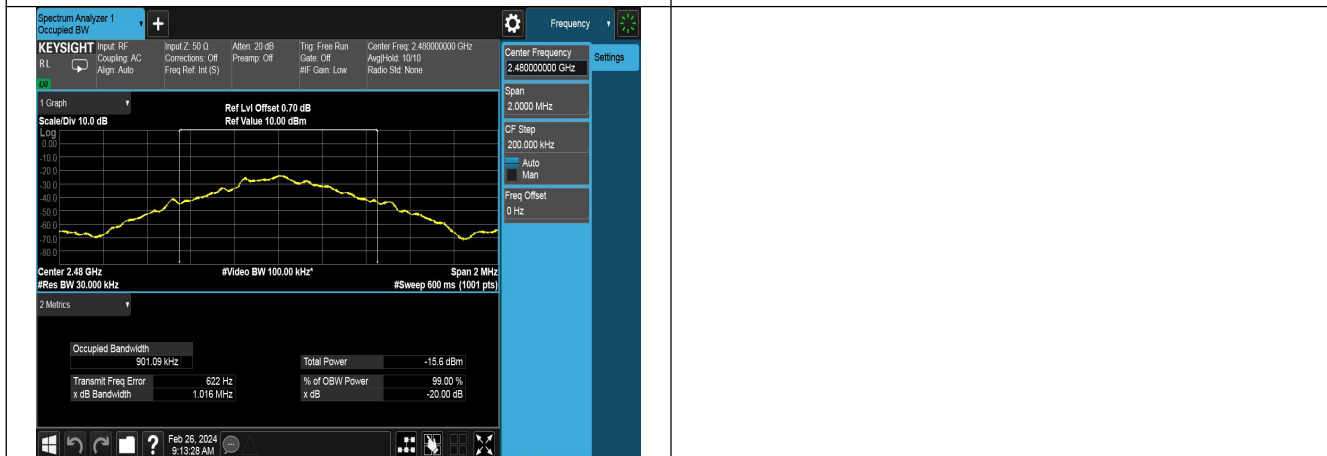 Spectrum Analyzer 1
Occupied BW
Frequency
KEYSIGHT
RL
LXI
Input: RF
Coupling: AC
Align: Auto
Input Z: 50 Ω
Corrections: Off
Freq Ref: Int (S)
Atten: 20 dB
Preamp: Off
Trig: Free Run
Gate: Off
#IF Gain: Low
Center Freq: 2.480000000 GHz
Avg|Hold: 10/10
Radio Std: None
Center Frequency
2.480000000 GHz
Settings
Span
2.0000 MHz
CF Step
200.000 kHz
Auto
Man
Freq Offset
0 Hz
1 Graph
Scale/Div 10.0 dB
Ref Lvl Offset 0.70 dB
Ref Value 10.00 dBm
Log
0.00
-10.0
-20.0
-30.0
-40.0
-50.0
-60.0
-70.0
-80.0
Center 2.48 GHz
#Res BW 30.000 kHz
#Video BW 100.00 kHz*
Span 2 MHz
#Sweep 600 ms (1001 pts)
2 Metrics
Occupied Bandwidth
901.09 kHz
Total Power -15.6 dBm
Transmit Freq Error 622 Hz
% of OBW Power 99.00 %
x dB Bandwidth 1.016 MHz
x dB -20.00 dB
Feb 26, 2024
9:13:28 AM